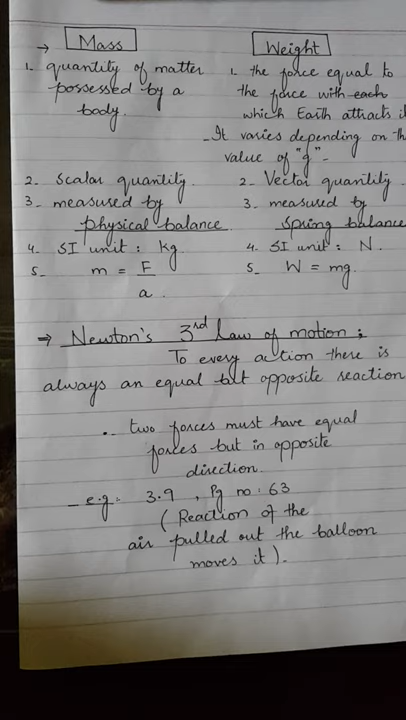 → Mass
1. quantity of matter
possessed by a
body.
2. Scalar quantity.
3. measured by
physical balance
4. SI unit : kg
5. m = F
a.
Weight
1. the force equal to
the force with each
which Earth attracts i
- It varies depending on th
value of "g" -
2. Vector quantity.
3. measured by
Spring balance
4. SI unit : N.
5. W = mg.
→ Newton's 3rd Law of motion :
To every action there is
always an equal but opposite reaction
two forces must have equal
forces but in opposite
direction.
- e.g:- 3.9 , Pg no: 63
( Reaction of the
air pulled out the balloon
moves it ).